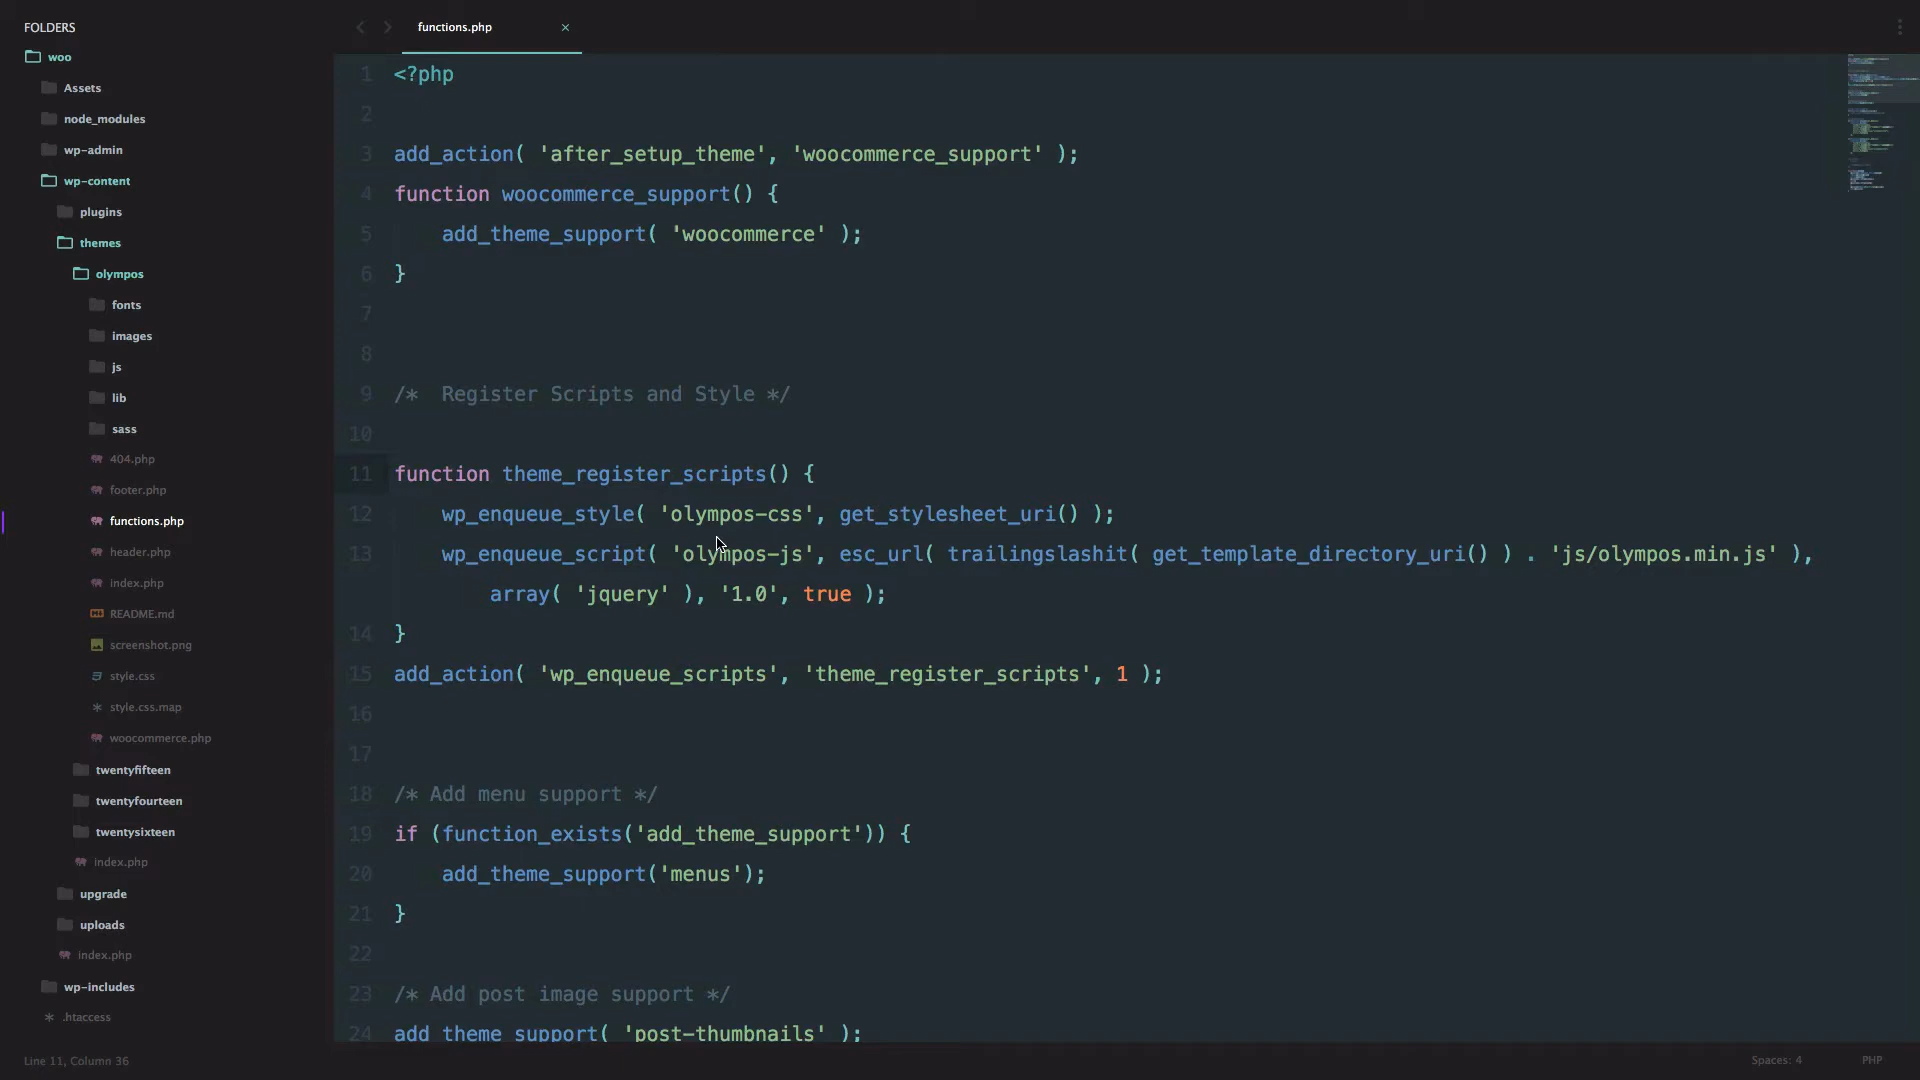 FOLDERS
woo
Assets
node_modules
wp-admin
wp-content
plugins
themes
olympos
fonts
images
js
lib
sass
404.php
footer.php
functions.php
header.php
index.php
README.md
screenshot.png
style.css
style.css.map
woocommerce.php
twentyfifteen
twentyfourteen
twentysixteen
index.php
upgrade
uploads
index.php
wp-includes
.htaccess
functions.php ×
1 <?php
2
3 add_action( 'after_setup_theme', 'woocommerce_support' );
4 function woocommerce_support() {
5     add_theme_support( 'woocommerce' );
6 }
7
8
9 /*  Register Scripts and Style */
10
11 function theme_register_scripts() {
12     wp_enqueue_style( 'olympos-css', get_stylesheet_uri() );
13     wp_enqueue_script( 'olympos-js', esc_url( trailingslashit( get_template_directory_uri() ) . 'js/olympos.min.js' ),
        array( 'jquery' ), '1.0', true );
14 }
15 add_action( 'wp_enqueue_scripts', 'theme_register_scripts', 1 );
16
17
18 /* Add menu support */
19 if (function_exists('add_theme_support')) {
20     add_theme_support('menus');
21 }
22
23 /* Add post image support */
24 add_theme_support( 'post-thumbnails' );
Line 11, Column 36
Spaces: 4
PHP